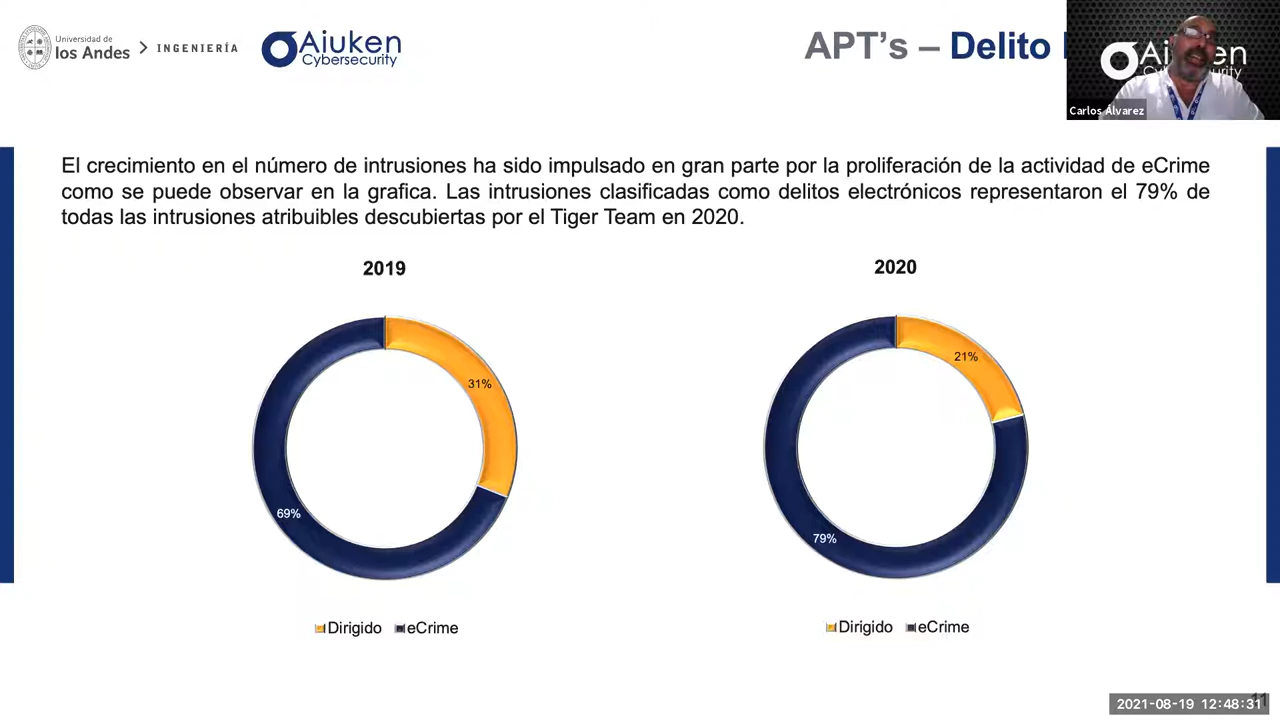 Universidad de
los Andes > INGENIERÍA
Aiuken
Cybersecurity
APT's – Delito
Carlos Álvarez
El crecimiento en el número de intrusiones ha sido impulsado en gran parte por la proliferación de la actividad de eCrime
como se puede observar en la grafica. Las intrusiones clasificadas como delitos electrónicos representaron el 79% de
todas las intrusiones atribuibles descubiertas por el Tiger Team en 2020.
2019
31%
69%
Dirigido eCrime
2020
21%
79%
Dirigido eCrime
11
2021-08-19 12:48:31